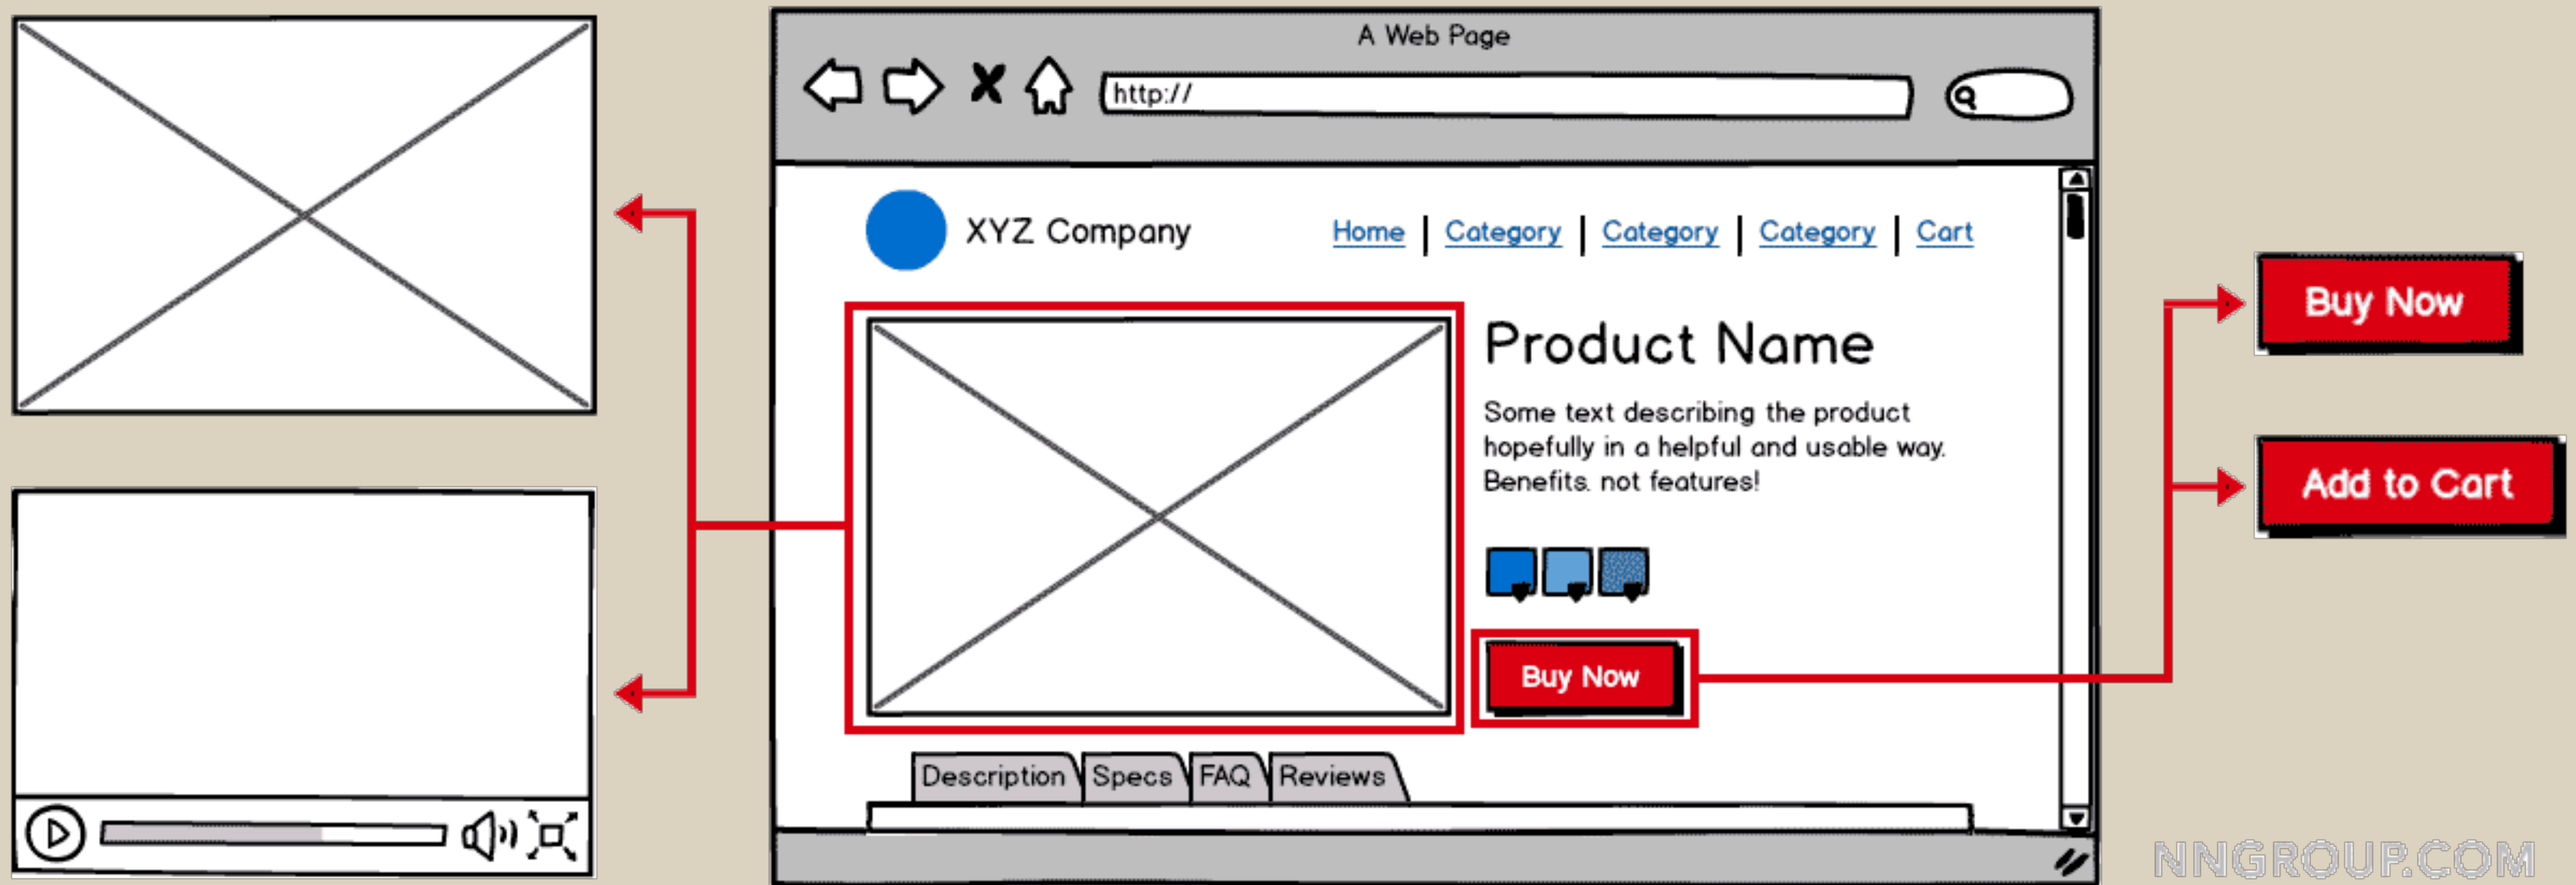 A Web Page
http://
XYZ Company
Home | Category | Category | Category | Cart
Product Name
Some text describing the product
hopefully in a helpful and usable way.
Benefits. not features!
Buy Now
Description
Specs
FAQ
Reviews
Buy Now
Add to Cart
NNGROUP.COM